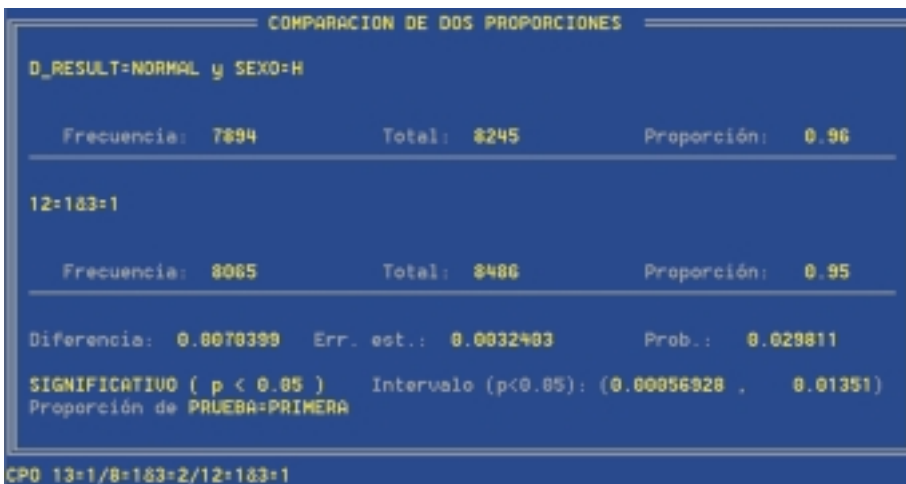 COMPARACION DE DOS PROPORCIONES
D_RESULT=NORMAL y SEXO=H
Frecuencia: 7894 Total: 8245 Proporción: 0.96
12=1&3=1
Frecuencia: 8065 Total: 8486 Proporción: 0.95
Diferencia: 0.0070399 Err. est.: 0.0032403 Prob.: 0.029811
SIGNIFICATIVO ( p < 0.05 ) Intervalo (p<0.05): (0.00056928 , 0.01351)
Proporción de PRUEBA=PRIMERA
CPO 13=1/8=1&3=2/12=1&3=1